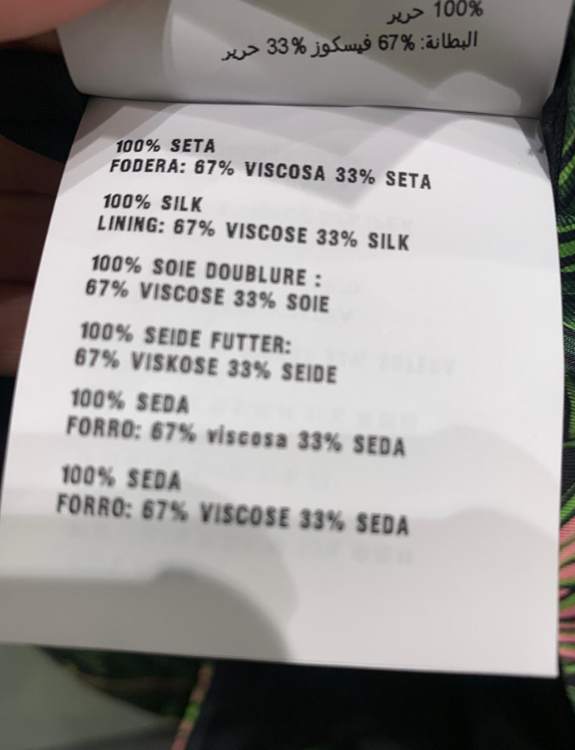 100% حرير
البطانة: 67% فيسكوز 33% حرير
100% SETA
FODERA: 67% VISCOSA 33% SETA
100% SILK
LINING: 67% VISCOSE 33% SILK
100% SOIE DOUBLURE :
67% VISCOSE 33% SOIE
100% SEIDE FUTTER:
67% VISKOSE 33% SEIDE
100% SEDA
FORRO: 67% viscosa 33% SEDA
100% SEDA
FORRO: 67% VISCOSE 33% SEDA